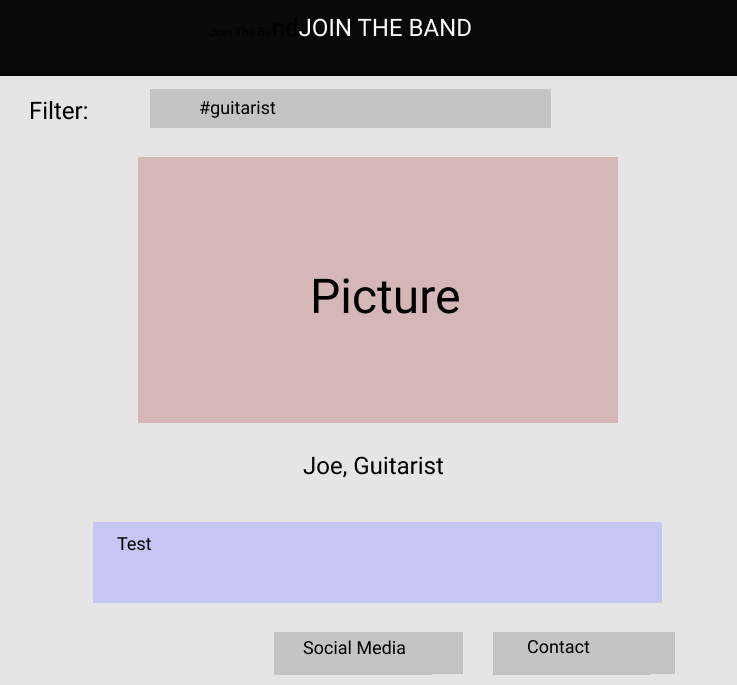 Join The Band
JOIN THE BAND
Filter:
#guitarist
Picture
Joe, Guitarist
Test
Social Media
Contact